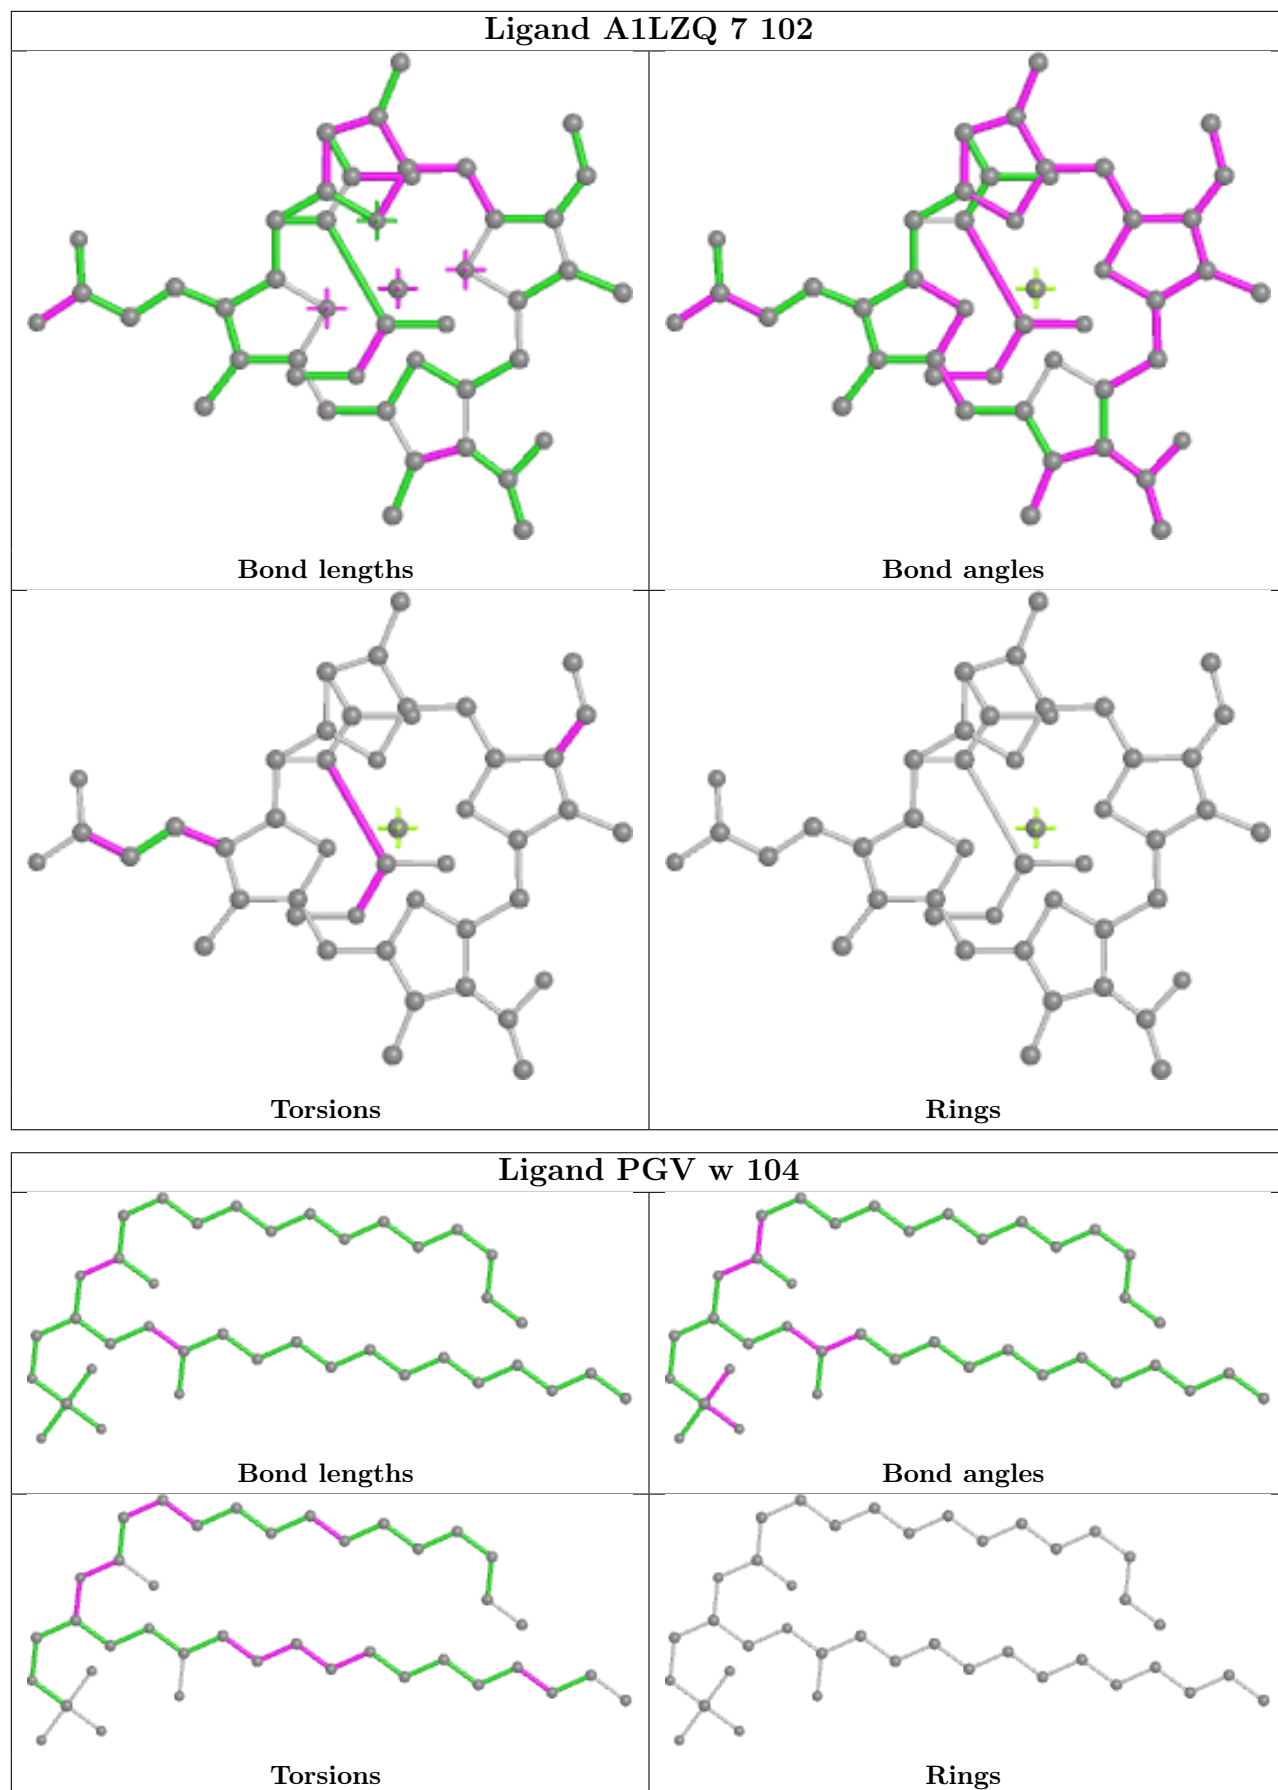 Ligand A1LZQ 7 102
Bond lengths
Bond angles
Torsions
Rings
Ligand PGV w 104
Bond lengths
Bond angles
Torsions
Rings